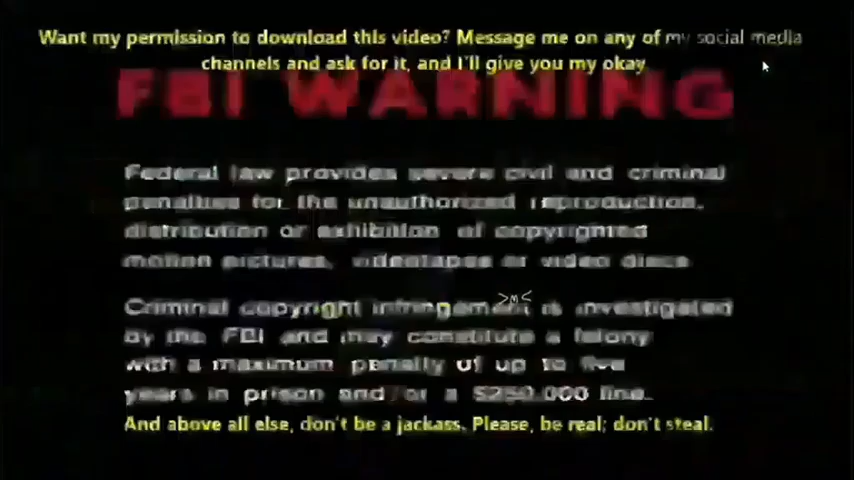 Want my permission to download this video? Message me on any of my social media
channels and ask for it, and I'll give you my okay
FBI WARNING
Federal law provides severe civil and criminal
penalties for the unauthorized reproduction,
distribution or exhibition of copyrighted
motion pictures, videotapes or video discs.
>м<
Criminal copyright infringement is investigated
by the FBI and may constitute a felony
with a maximum penalty of up to five
years in prison and/or a $250,000 fine.
And above all else, don't be a jackass. Please, be real; don't steal.